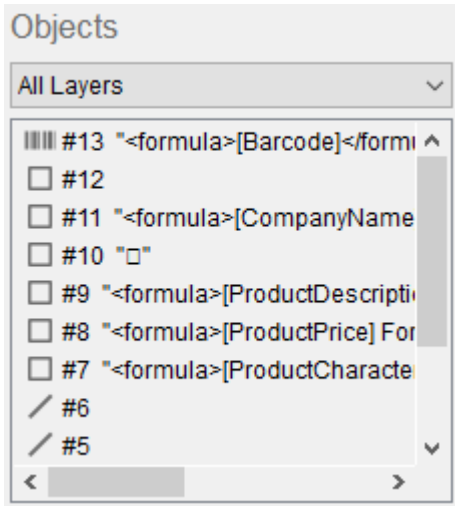 Objects
All Layers
#13 "<formula>[Barcode]</formu
#12
#11 "<formula>[CompanyName
#10 "□"
#9 "<formula>[ProductDescripti
#8 "<formula>[ProductPrice] For
#7 "<formula>[ProductCharacte
#6
#5